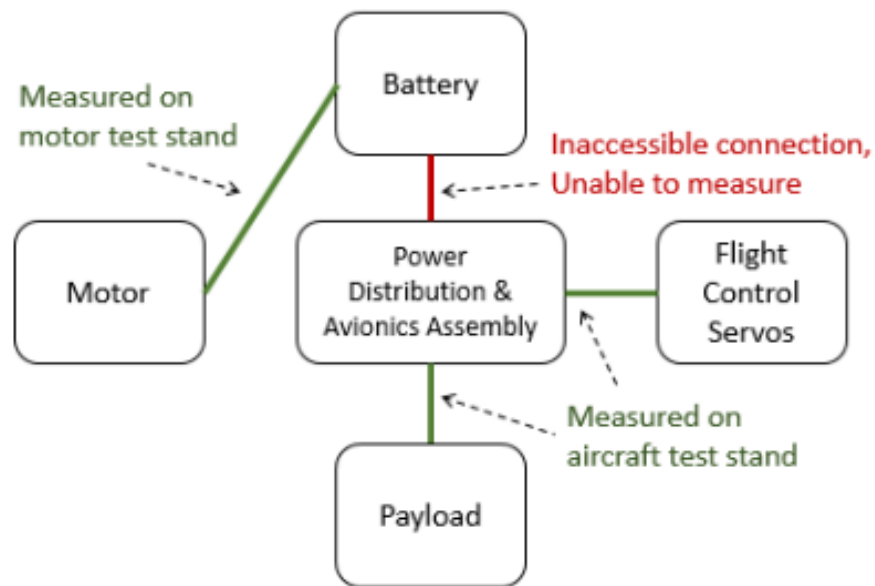 Battery
Measured on
motor test stand
Inaccessible connection,
Unable to measure
Motor
Power
Distribution &
Avionics Assembly
Flight
Control
Servos
Measured on
aircraft test stand
Payload